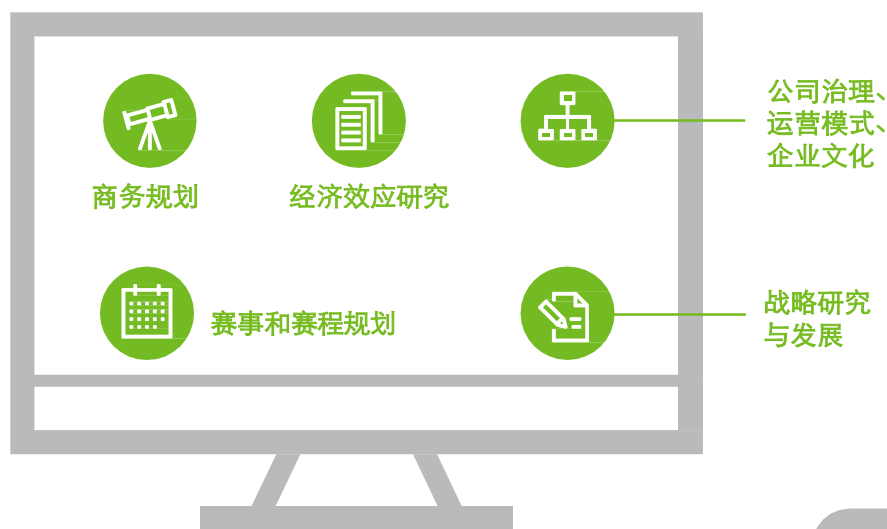 公司治理、
运营模式、
企业文化
商务规划
经济效应研究
赛事和赛程规划
战略研究
与发展